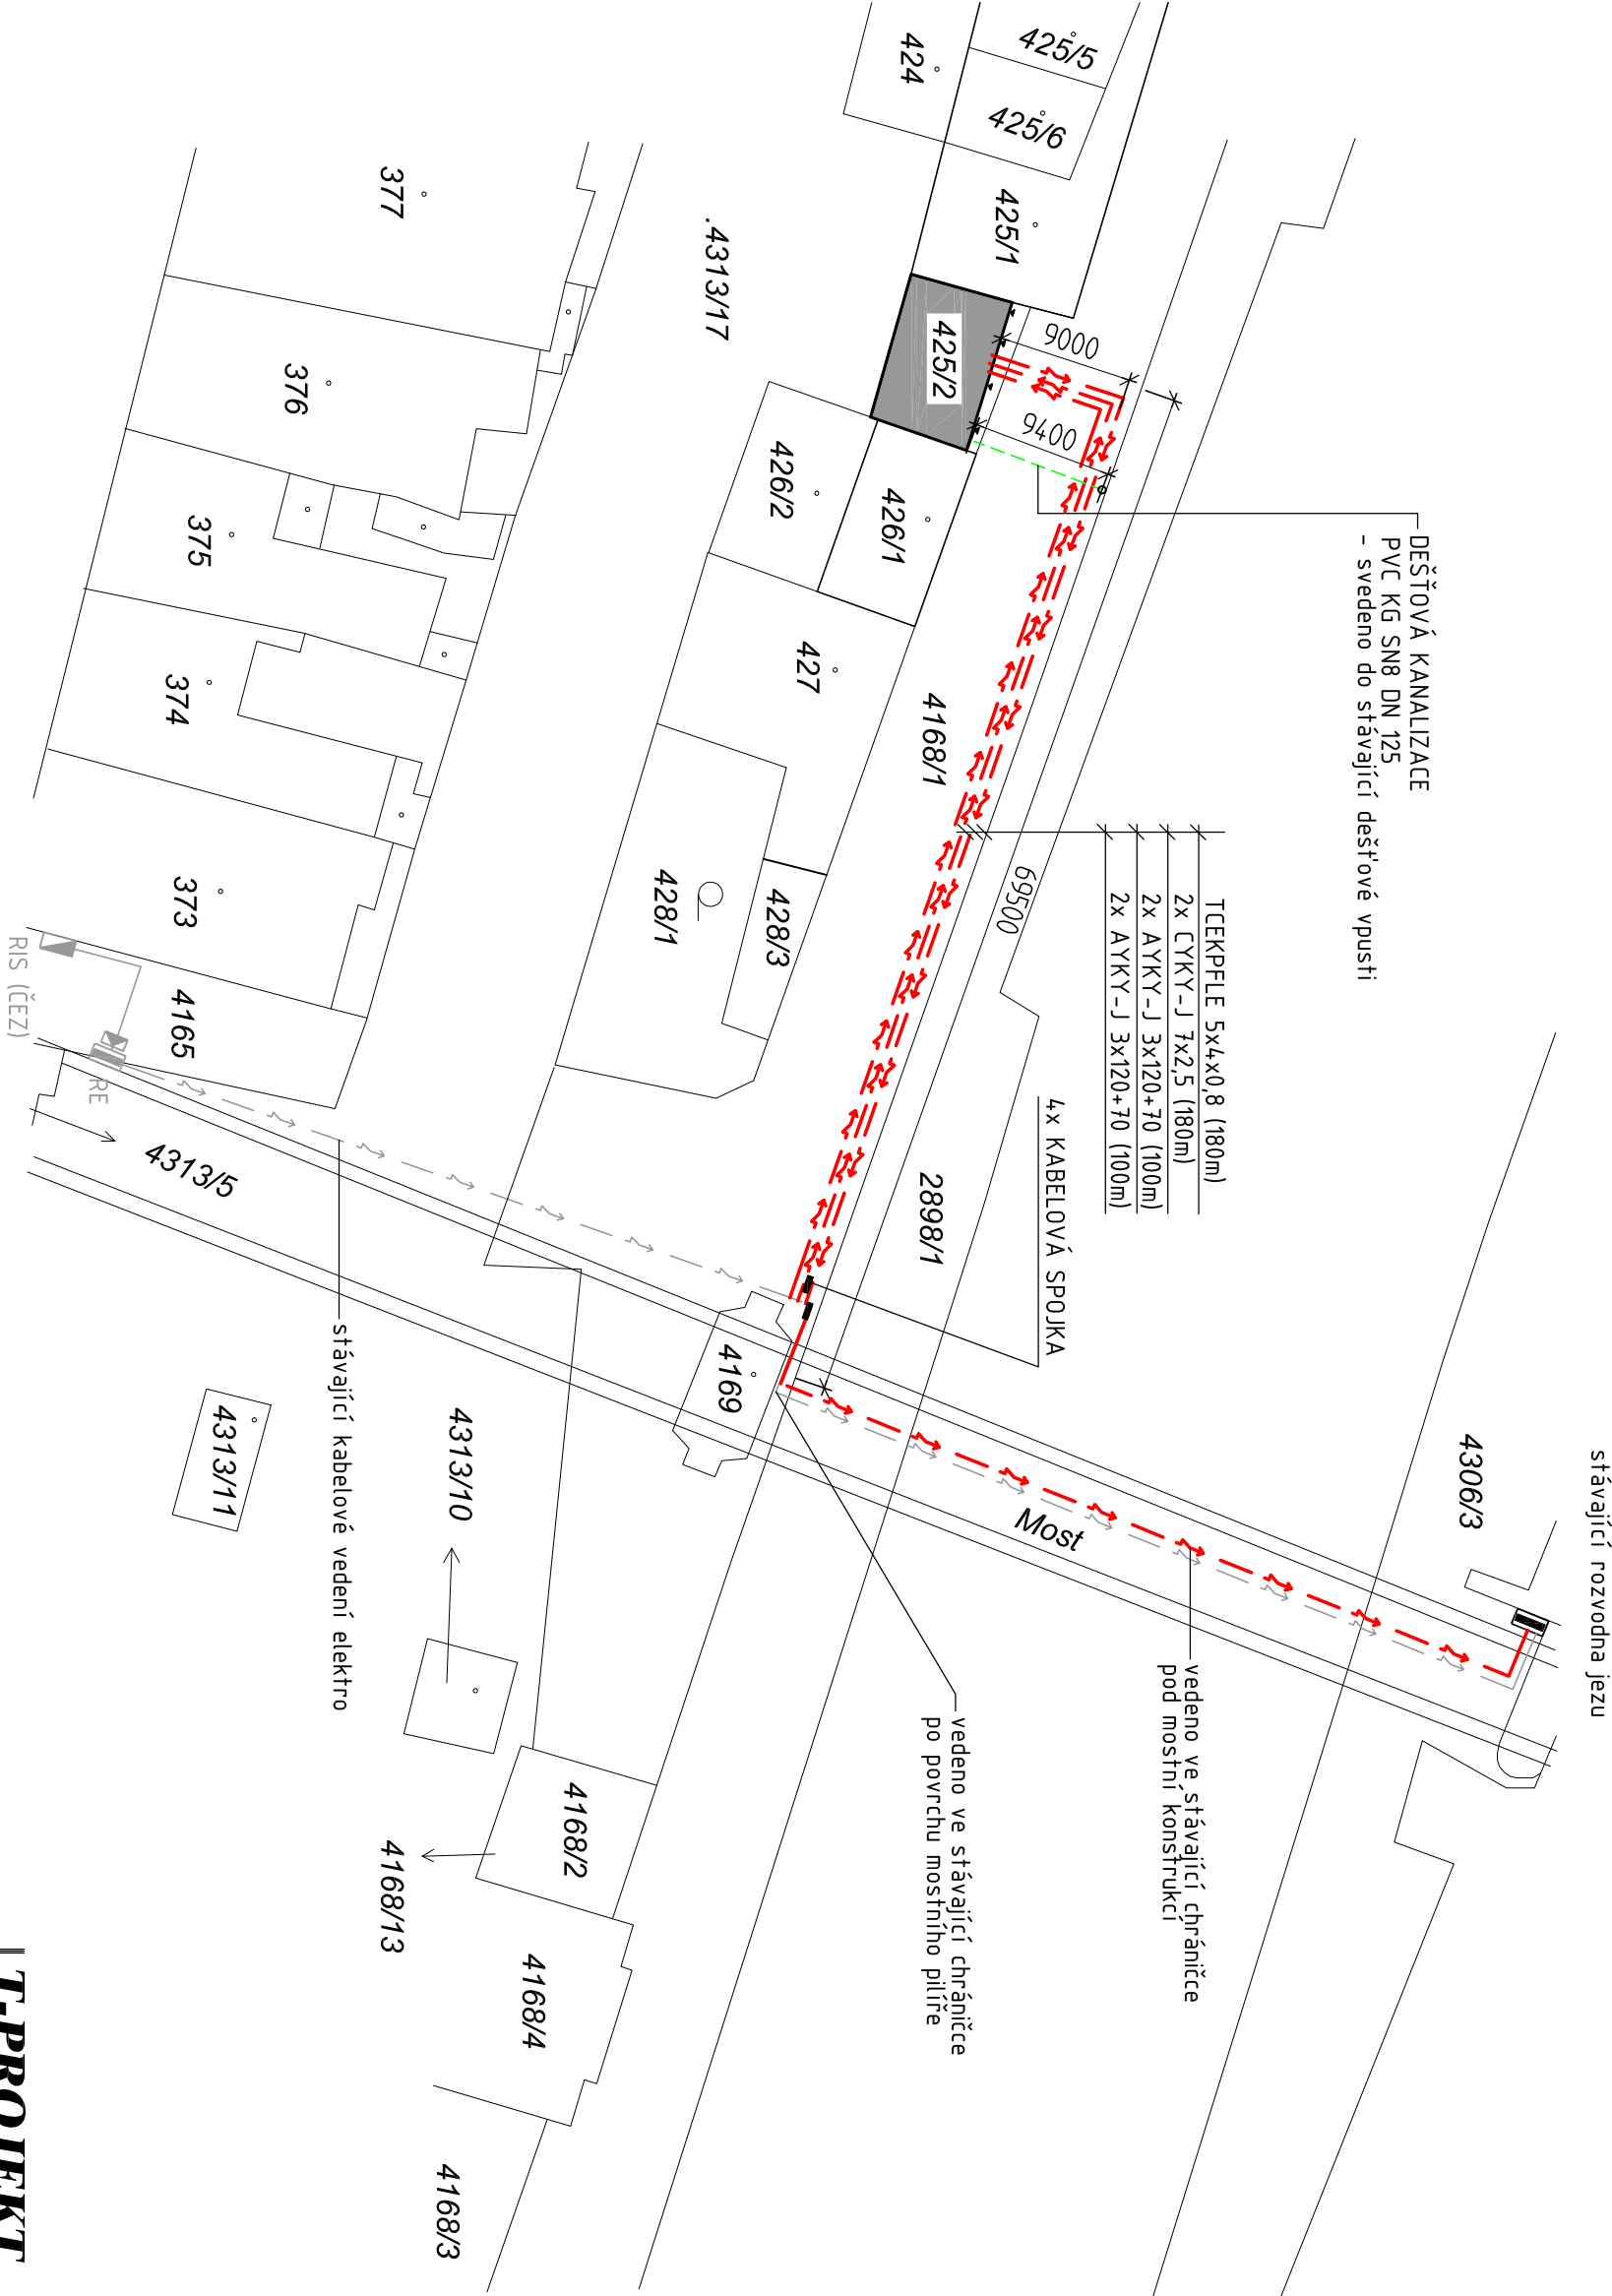 stávající rozvodna jezu
DEŠŤOVÁ KANALIZACE
PVC KG SN8 DN 125
- svedeno do stávající dešťové vpusti
TCEKPFLE 5x4x0,8 (180m)
2x CYKY-J 7x2,5 (180m)
2x AYKY-J 3x120+70 (100m)
2x AYKY-J 3x120+70 (100m)
4x KABELOVÁ SPOJKA
4306/3
vedeno ve stávající chráničce
pod mostní konstrukcí
vedeno ve stávající chráničce
po povrchu mostního pilíře
425/5
425/6
424
425/1
425/2
9000
9400
69500
4168/1
2898/1
Most
426/1
426/2
427
428/3
428/1
.4313/17
4169
377
376
375
374
373
4165
RIS (ČEZ)
RE
4313/5
stávající kabelové vedení elektro
4313/10
4313/11
4168/2
4168/13
4168/4
4168/3
T-PROJEKT